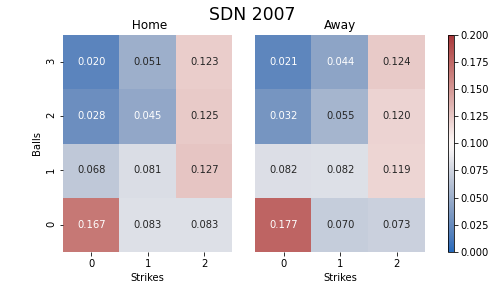 SDN 2007
Home Away
3 0.020 0.051 0.123 0.021 0.044 0.124 0.200
0.175
2 0.028 0.045 0.125 0.032 0.055 0.120 0.150
0.125
Balls 0.100
1 0.068 0.081 0.127 0.082 0.082 0.119 0.075
0.050
0 0.167 0.083 0.083 0.177 0.070 0.073 0.025
0.000
0 1 2 0 1 2
Strikes Strikes